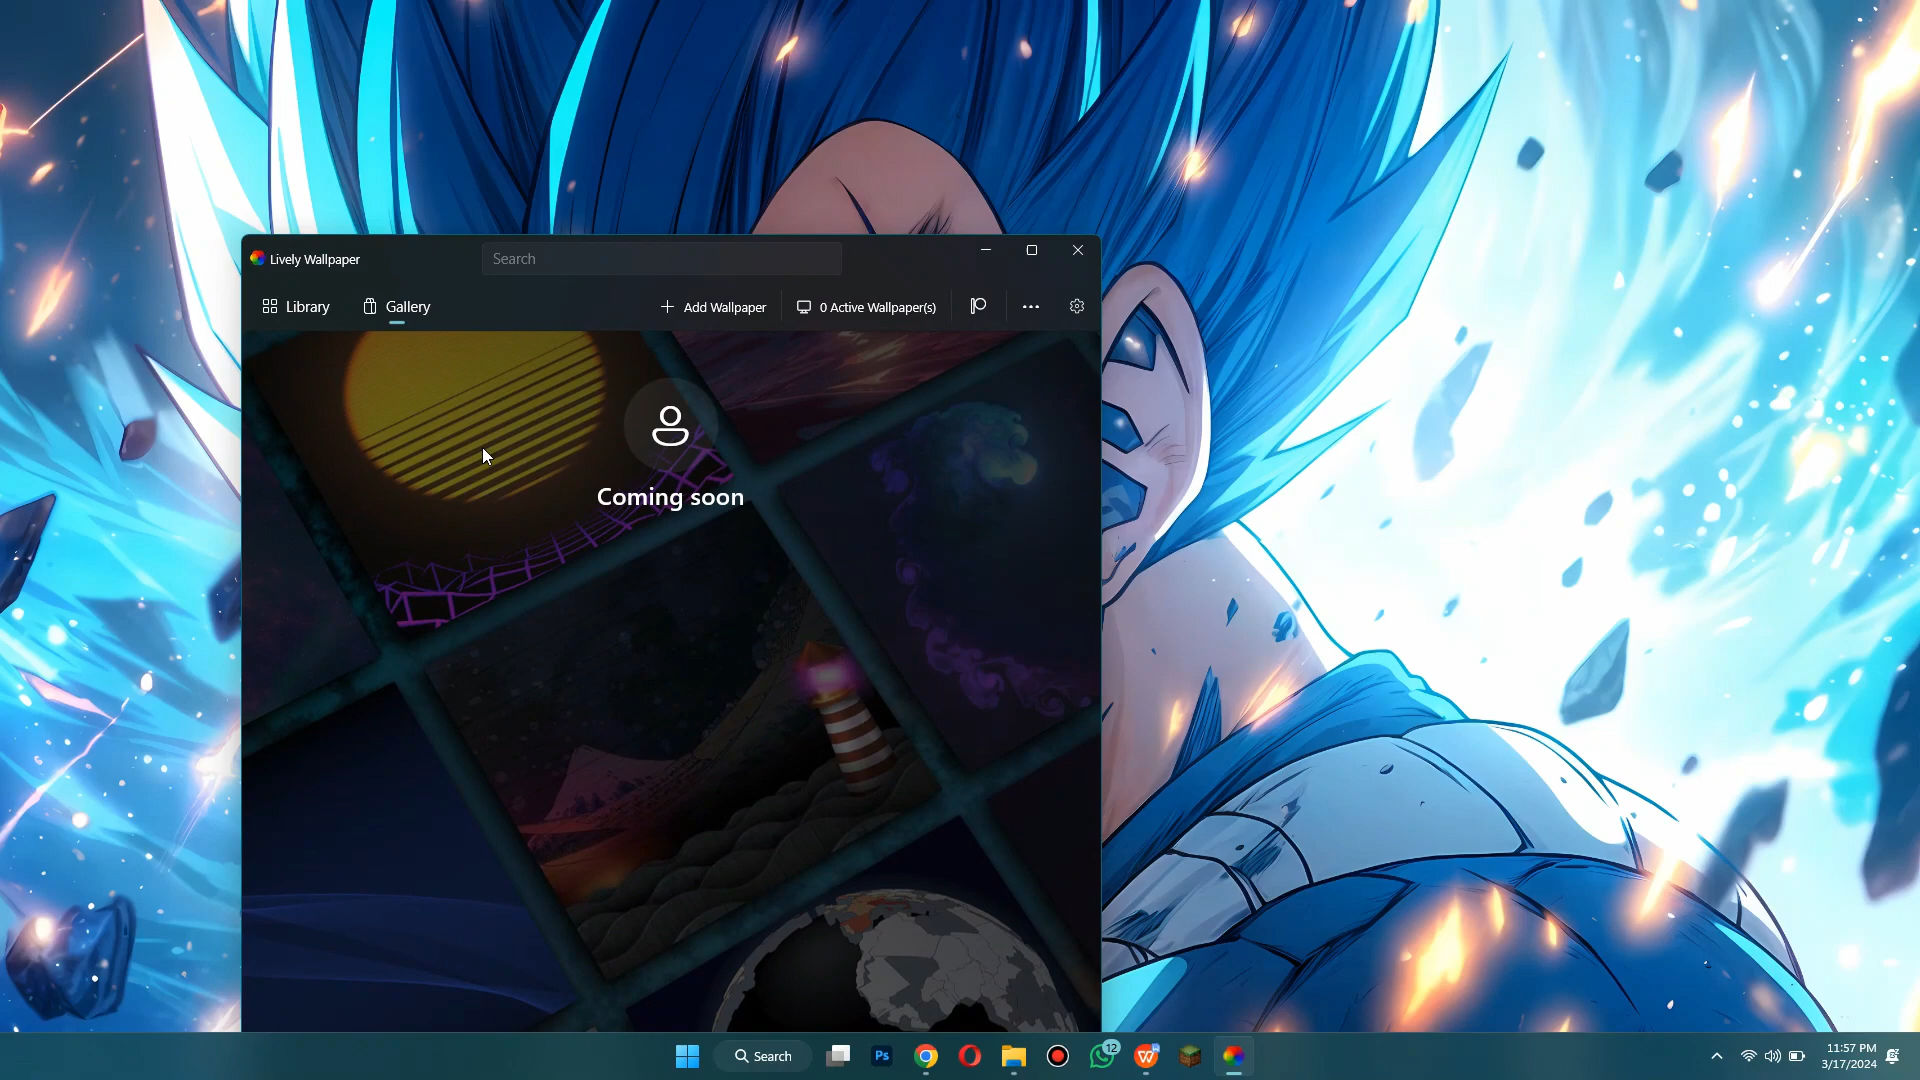 Lively Wallpaper
Search
Library
Gallery
Add Wallpaper
0 Active Wallpaper(s)
Coming soon
Search
Ps
12
W
11:57 PM
3/17/2024